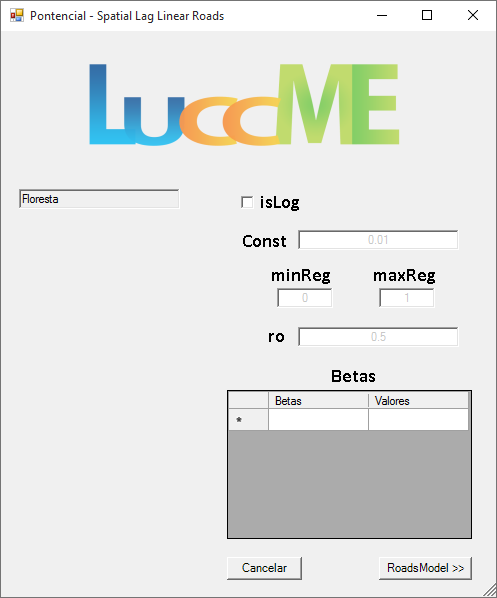 Pontencial - Spatial Lag Linear Roads
LuccME
Floresta
isLog
Const 0.01
minReg maxReg
0 1
ro 0.5
Betas
Betas Valores
*
Cancelar RoadsModel >>